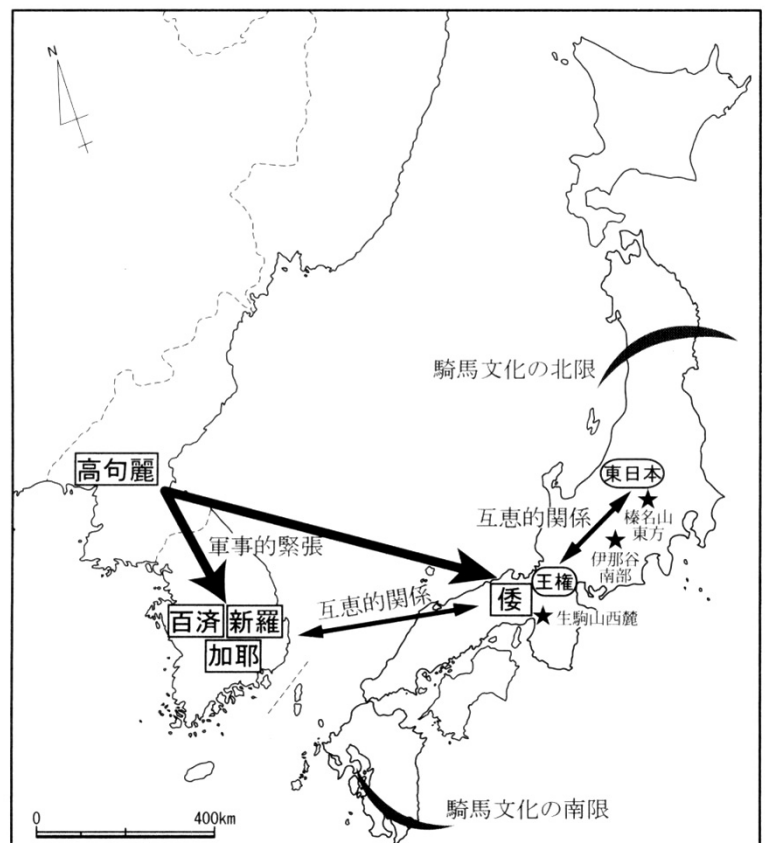 N
騎馬文化の北限
高句麗
東日本
互恵的関係
榛名山
東方
軍事的緊張
伊那谷
南部
王権
互恵的関係
倭
百済
新羅
生駒山西麓
加耶
騎馬文化の南限
0
400km